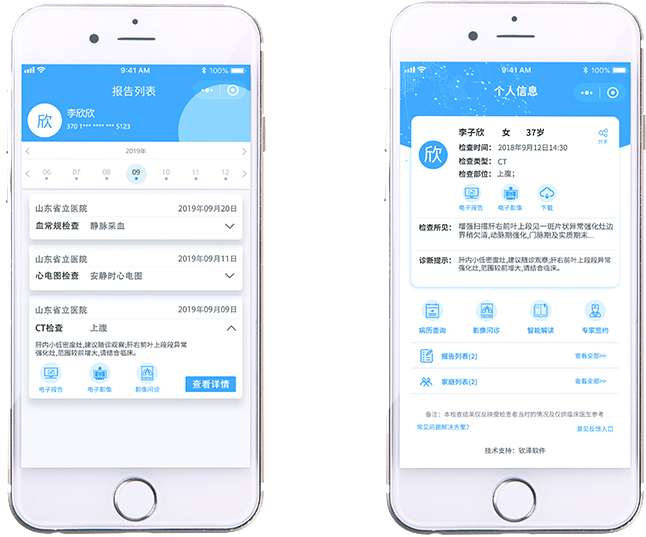 9:41 AM
100%
报告列表
欣
李欣欣
370 1*** **** *** 5123
2019年
06 07 08 09 10 11 12
山东省立医院 2019年09月20日
血常规检查 静脉采血
山东省立医院 2019年09月11日
心电图检查 安静时心电图
山东省立医院 2019年09月09日
CT检查 上腹
肝内小低密度灶,建议随诊观察;肝右前叶上段段异常
强化灶,范围较前增大,请结合临床。
电子报告 电子影像 影像问诊
查看详情
9:41 AM
100%
个人信息
欣
李子欣 女 37岁
分享
检查时间: 2018年9月12日14:30
检查类型: CT
检查部位: 上腹;
电子报告 电子影像 下载
检查所见: 增强扫描肝右前叶上段见一斑片状异常强化灶边
界稍欠清,动脉期强化,门脉期及实质期末...
诊断提示: 肝内小低密度灶,建议随诊观察;肝右前叶上段段异常
强化灶,范围较前增大,请结合临床。
病历查询 影像问诊 智能解读 专家签约
报告列表(2) 查看全部>>
家庭列表(2) 查看全部>>
备注: 本检查结果仅反映受检查者当时的情况及仅供临床医生参考
常见问题解决方案? 意见反馈入口
技术支持: 钦泽软件